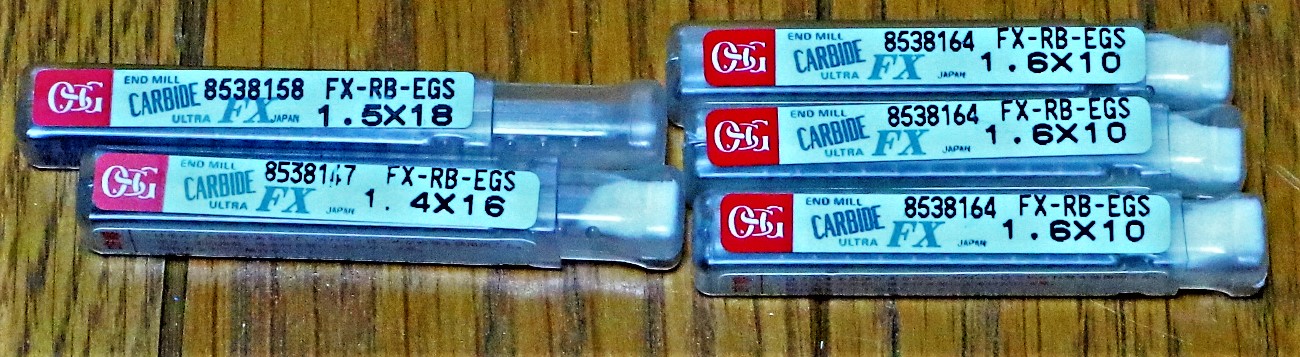 OSG END MILL 8538158 FX-RB-EGS
CARBIDE
ULTRA FX JAPAN 1.5X18
OSG END MILL 8538147 FX-RB-EGS
CARBIDE
ULTRA FX JAPAN 1.4X16
OSG END MILL 8538164 FX-RB-EGS
CARBIDE
ULTRA FX JAPAN 1.6X10
OSG END MILL 8538164 FX-RB-EGS
CARBIDE
ULTRA FX JAPAN 1.6X10
OSG END MILL 8538164 FX-RB-EGS
CARBIDE
ULTRA FX JAPAN 1.6X10